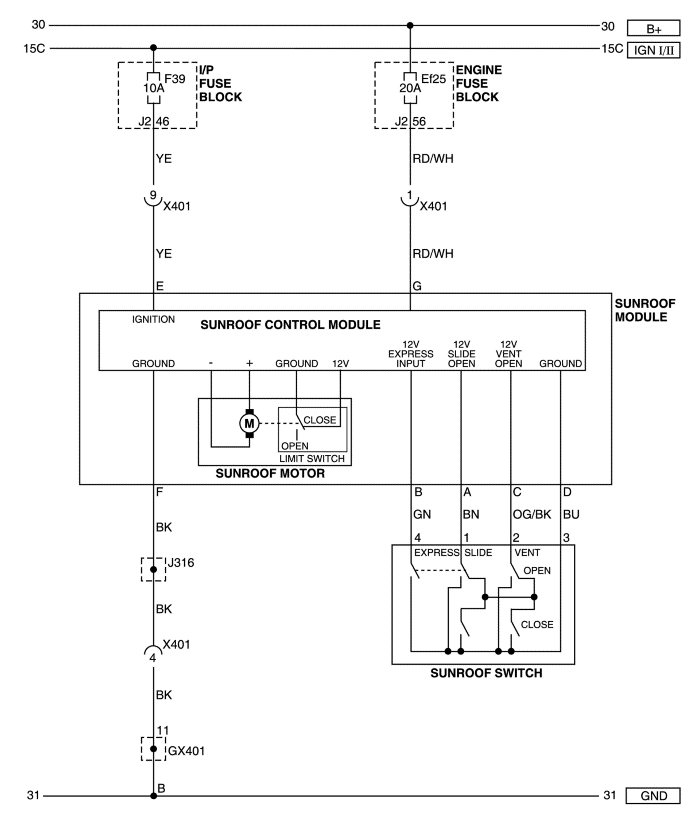 30 30 B+
15C 15C IGN I/II
F39 I/P Ef25 ENGINE
10A FUSE 20A FUSE
BLOCK BLOCK
J2 46 J2 56
YE RD/WH
9 X401 1 X401
YE RD/WH
E G
SUNROOF
MODULE
IGNITION SUNROOF CONTROL MODULE
12V 12V 12V
EXPRESS SLIDE VENT
GROUND - + GROUND 12V INPUT OPEN OPEN GROUND
M CLOSE
OPEN
LIMIT SWITCH
SUNROOF MOTOR
F B A C D
BK GN BN OG/BK BU
4 1 2 3
EXPRESS SLIDE VENT
J316 OPEN
BK CLOSE
X401
4
SUNROOF SWITCH
BK
11
GX401
B
31 31 GND